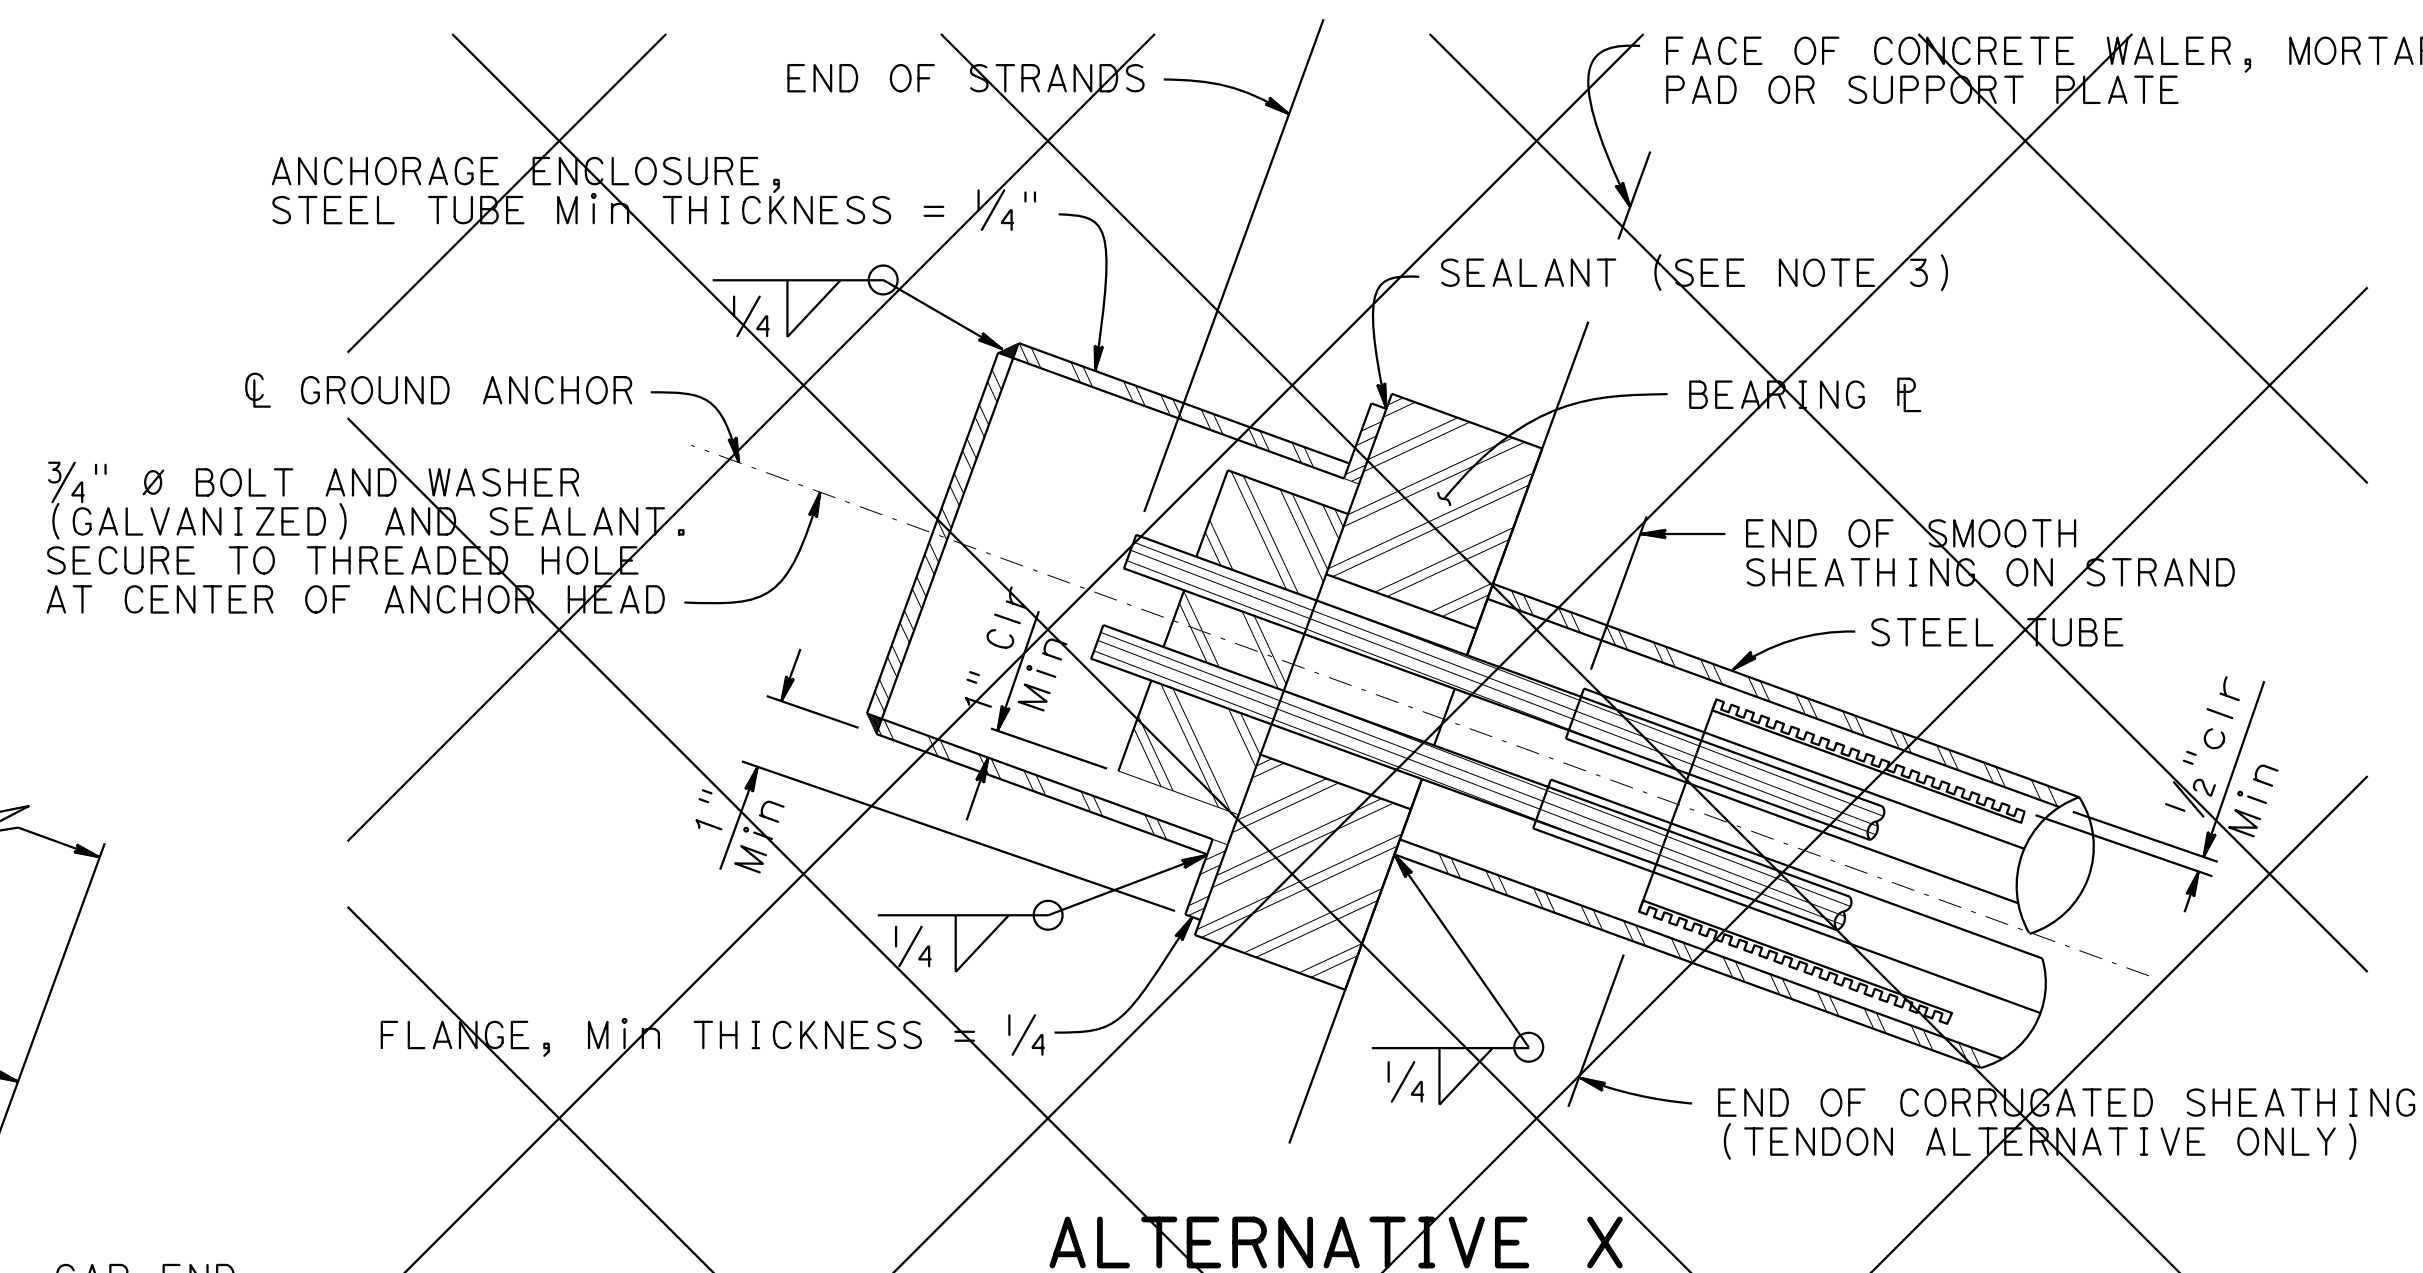 END OF STRANDS
FACE OF CONCRETE WALER, MORTAR
PAD OR SUPPORT PLATE
ANCHORAGE ENCLOSURE,
STEEL TUBE Min THICKNESS = 1/4"
SEALANT (SEE NOTE 3)
1/4
℄ GROUND ANCHOR
BEARING ⅊
3/4" Ø BOLT AND WASHER
(GALVANIZED) AND SEALANT.
SECURE TO THREADED HOLE
AT CENTER OF ANCHOR HEAD
END OF SMOOTH
SHEATHING ON STRAND
STEEL TUBE
1" Clr
Min
1"
Min
1/2"clr
Min
1/4
FLANGE, Min THICKNESS = 1/4
1/4
END OF CORRUGATED SHEATHING
(TENDON ALTERNATIVE ONLY)
ALTERNATIVE X
CAP END